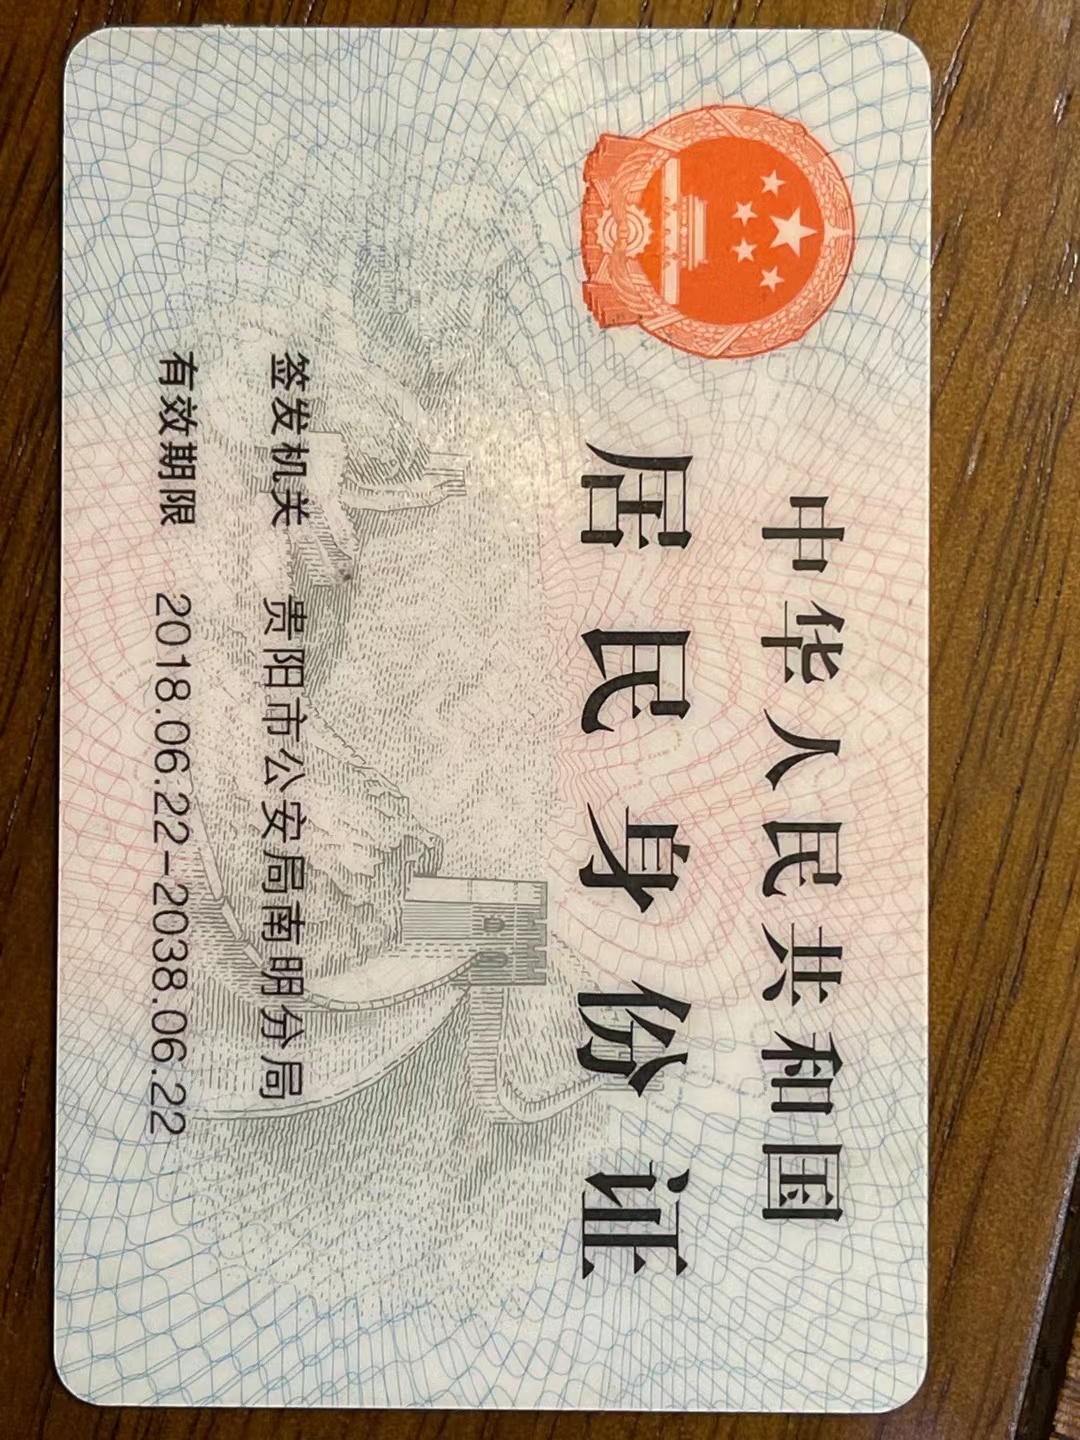 中华人民共和国
居民身份证
签发机关 贵阳市公安局南明分局
有效期限 2018.06.22-2038.06.22